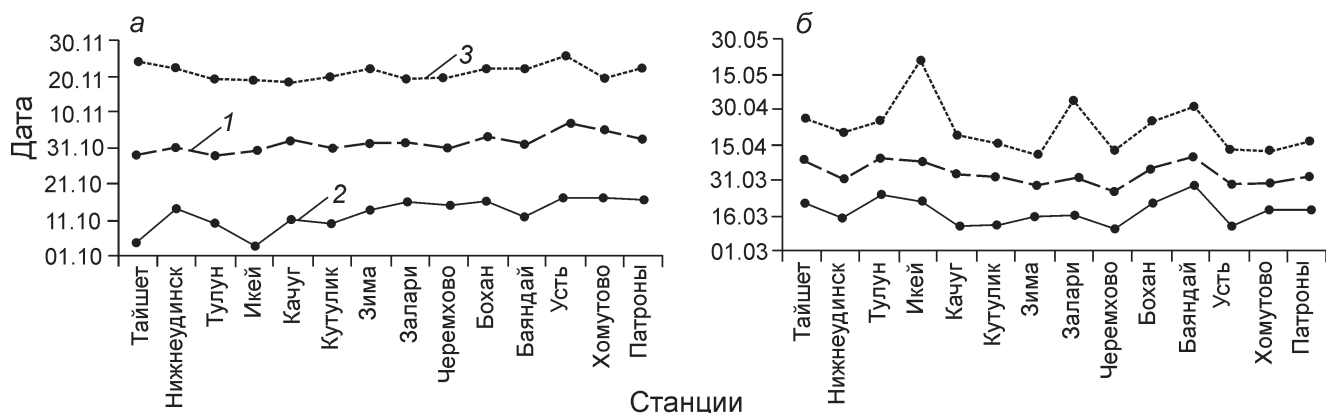 а
Дата
30.11
20.11
10.11
31.10
21.10
11.10
01.10
3
1
2
Тайшет
Нижнеудинск
Тулун
Икей
Качуг
Кутулик
Зима
Залари
Черемхово
Бохан
Баяндай
Усть
Хомутово
Патроны
б
30.05
15.05
30.04
15.04
31.03
16.03
01.03
Тайшет
Нижнеудинск
Тулун
Икей
Качуг
Кутулик
Зима
Залари
Черемхово
Бохан
Баяндай
Усть
Хомутово
Патроны
Станции